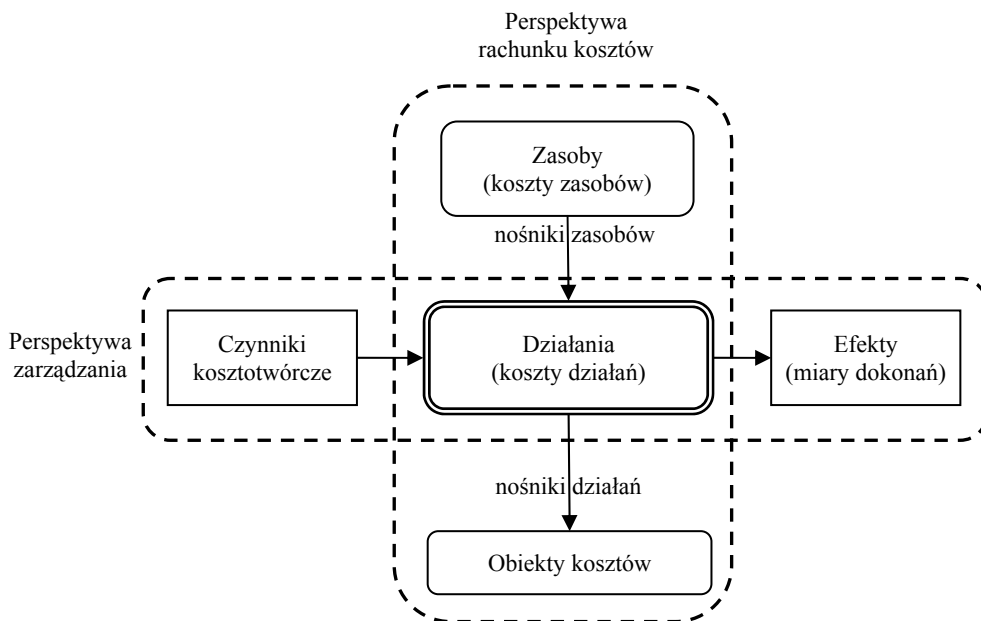 Perspektywa
rachunku kosztów
Zasoby
(koszty zasobów)
nośniki zasobów
Perspektywa
zarządzania
Czynniki
kosztotwórcze
Działania
(koszty działań)
Efekty
(miary dokonań)
nośniki działań
Obiekty kosztów